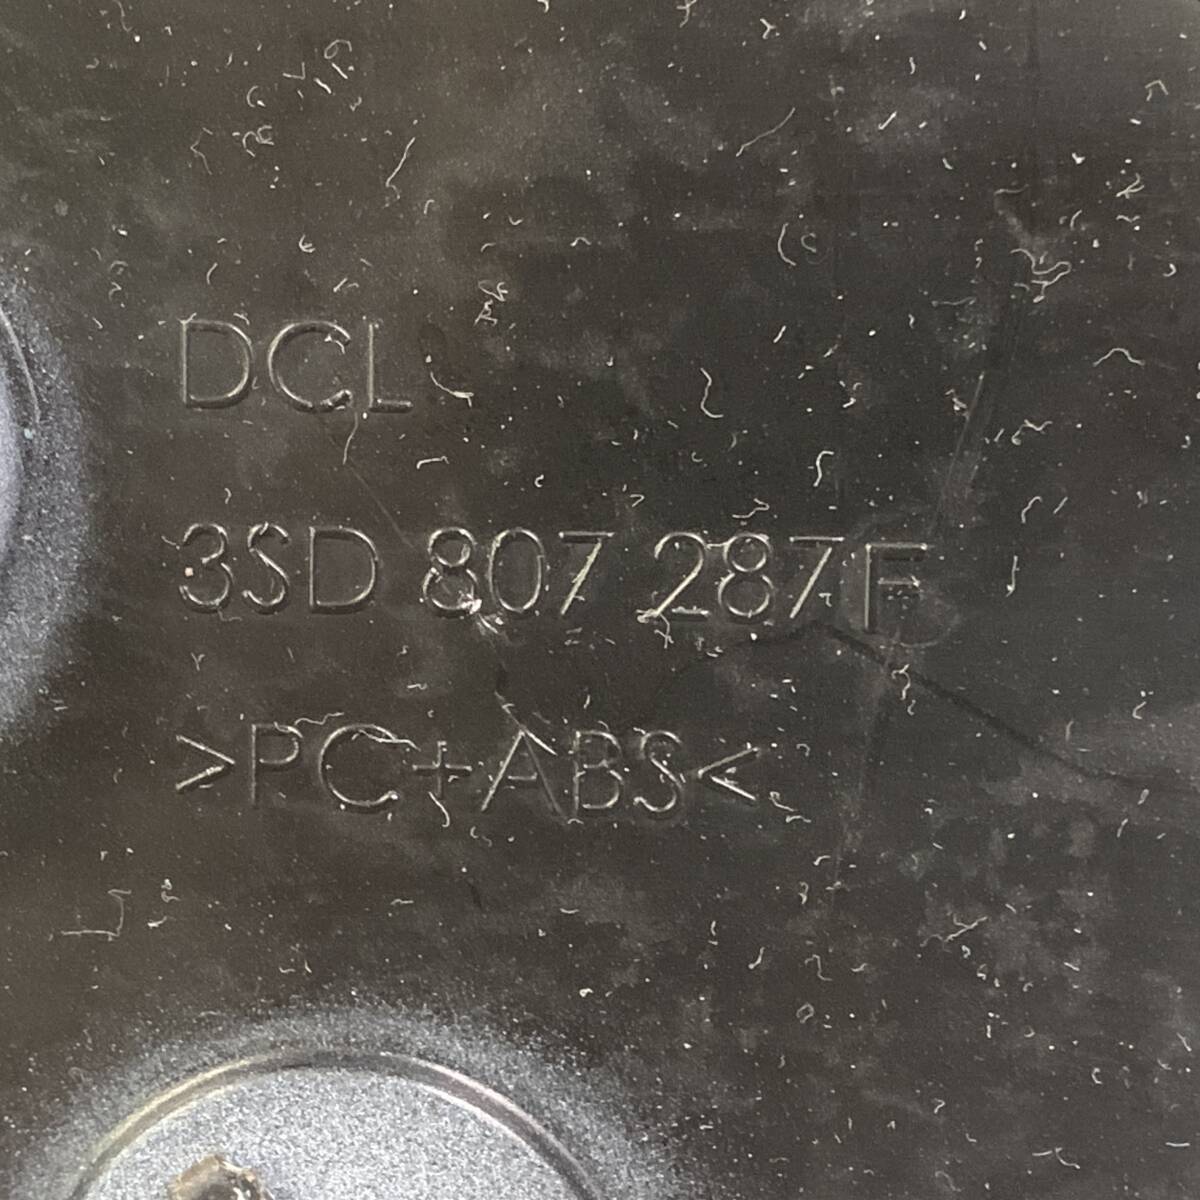 DCL
3SD 807 287F
>PC+ABS<